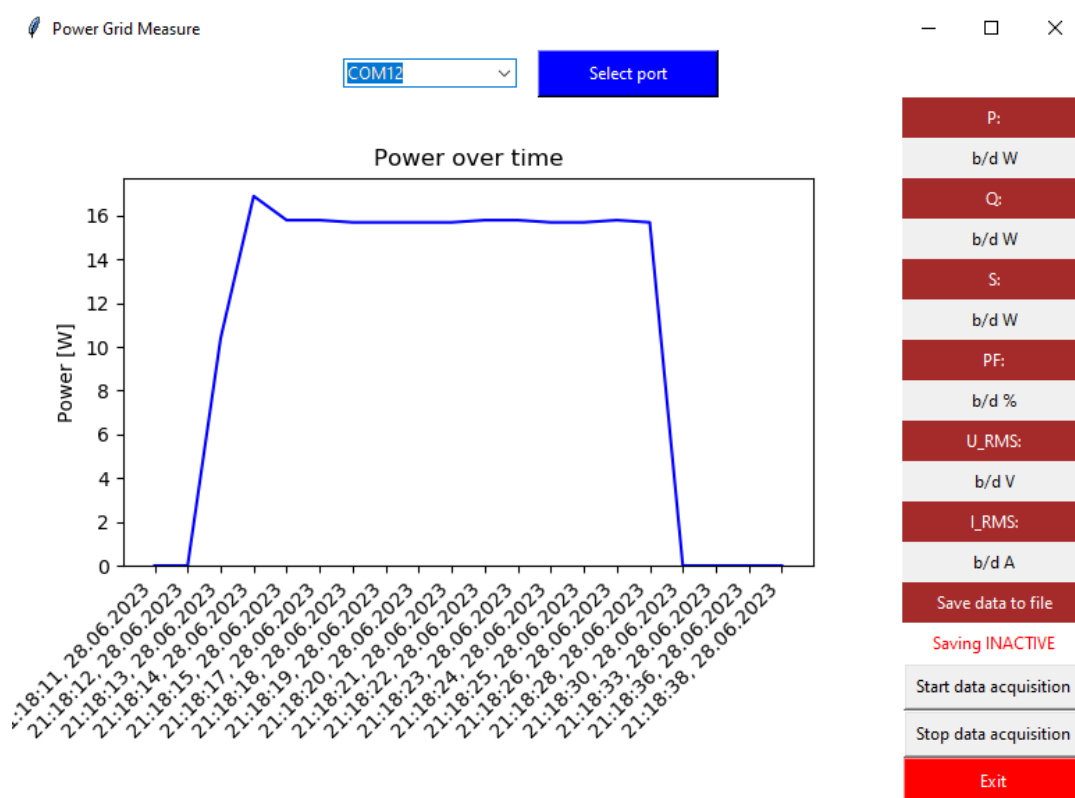 Power Grid Measure
COM12
Select port
Power over time
Power [W]
16
14
12
10
8
6
4
2
0
:18:11, 28.06.2023
21:18:12, 28.06.2023
21:18:13, 28.06.2023
21:18:14, 28.06.2023
21:18:15, 28.06.2023
21:18:17, 28.06.2023
21:18:18, 28.06.2023
21:18:19, 28.06.2023
21:18:20, 28.06.2023
21:18:21, 28.06.2023
21:18:22, 28.06.2023
21:18:23, 28.06.2023
21:18:24, 28.06.2023
21:18:25, 28.06.2023
21:18:26, 28.06.2023
21:18:28, 28.06.2023
21:18:30, 28.06.2023
21:18:33, 28.06.2023
21:18:36, 28.06.2023
21:18:38, 28.06.2023
P:
b/d W
Q:
b/d W
S:
b/d W
PF:
b/d %
U_RMS:
b/d V
I_RMS:
b/d A
Save data to file
Saving INACTIVE
Start data acquisition
Stop data acquisition
Exit